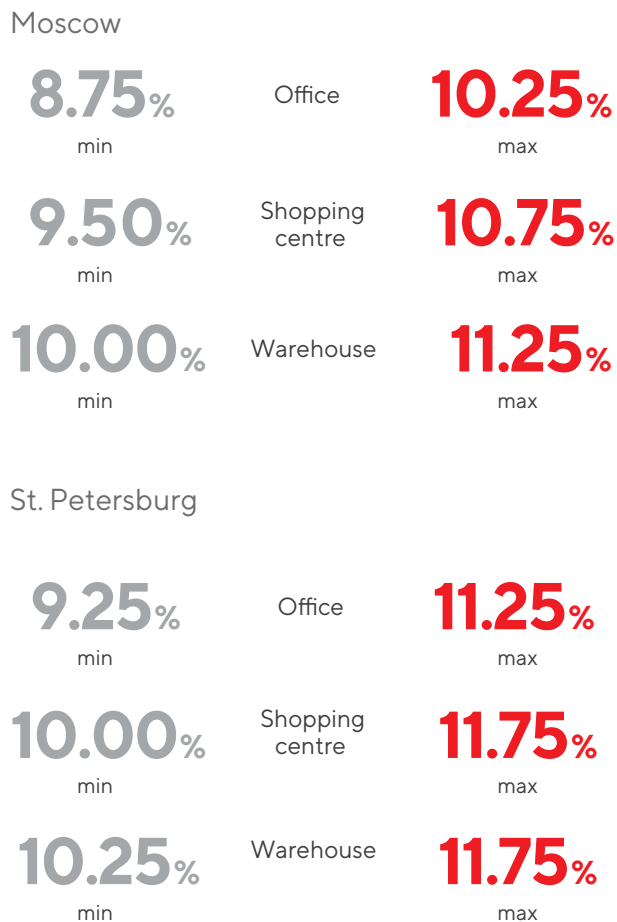 Moscow
8.75% Office 10.25%
min max
9.50% Shopping centre 10.75%
min max
10.00% Warehouse 11.25%
min max
St. Petersburg
9.25% Office 11.25%
min max
10.00% Shopping centre 11.75%
min max
10.25% Warehouse 11.75%
min max